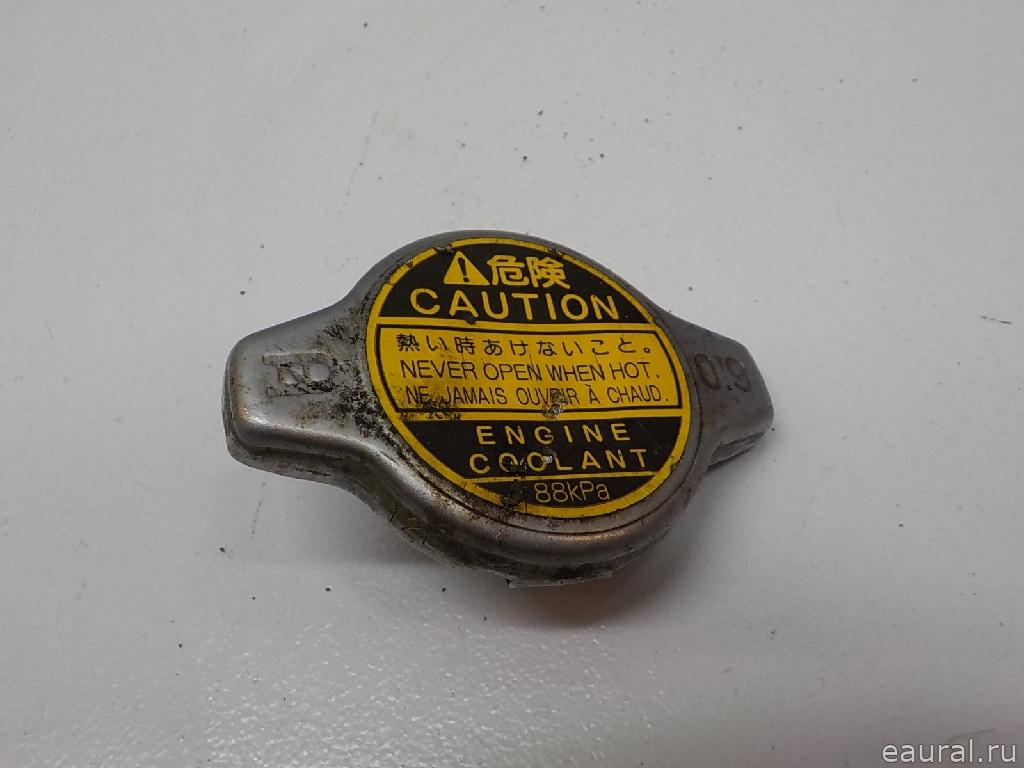 危険
CAUTION
熱い時あけないこと。
NEVER OPEN WHEN HOT.
NE JAMAIS OUVRIR A CHAUD.
ENGINE
COOLANT
88kPa
0.9
eaural.ru